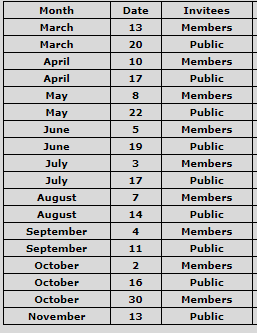 Month Date Invitees
March 13 Members
March 20 Public
April 10 Members
April 17 Public
May 8 Members
May 22 Public
June 5 Members
June 19 Public
July 3 Members
July 17 Public
August 7 Members
August 14 Public
September 4 Members
September 11 Public
October 2 Members
October 16 Public
October 30 Members
November 13 Public